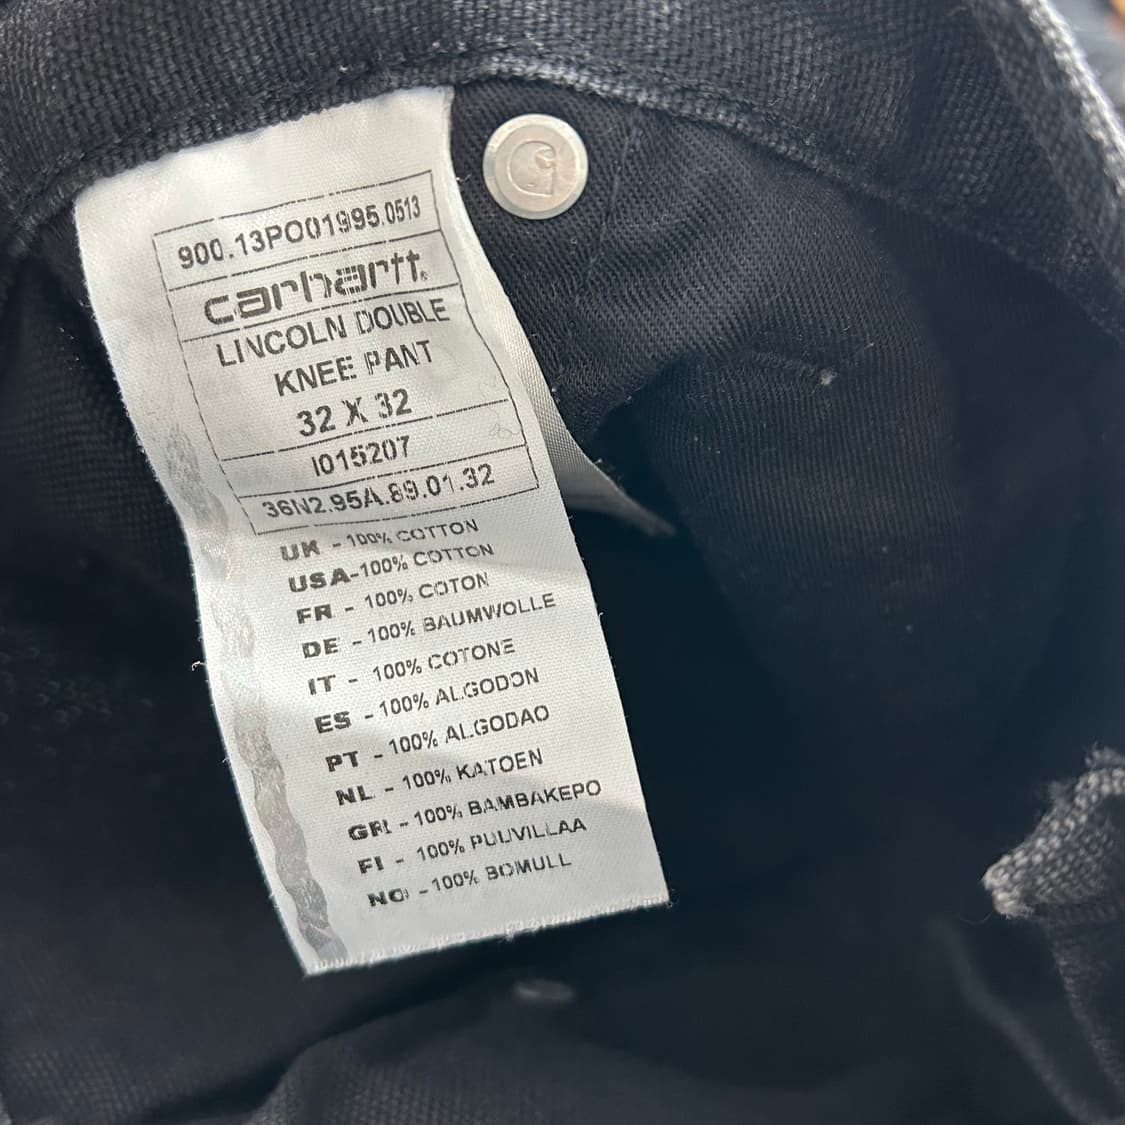 900.13PO01995.0513
carhartt.
LINCOLN DOUBLE
KNEE PANT
32 X 32
I015207
36N2.95A.89.01.32
UK - 100% COTTON
USA-100% COTTON
FR - 100% COTON
DE - 100% BAUMWOLLE
IT - 100% COTONE
ES - 100% ALGODON
PT - 100% ALGODAO
NL - 100% KATOEN
GR - 100% BAMBAKEPO
FI - 100% PUUVILLAA
NO - 100% BOMULL